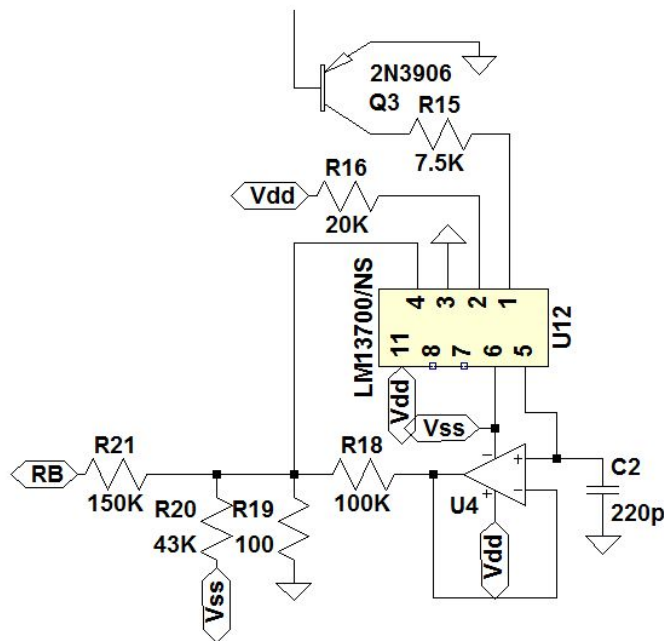 2N3906
Q3
R15
7.5K
R16
Vdd
20K
LM13700/NS
4
3
2
1
11
8
7
6
5
U12
Vdd
Vss
R21
RB
150K
R18
100K
U4
C2
220p
R20
43K
R19
100
Vss
Vdd